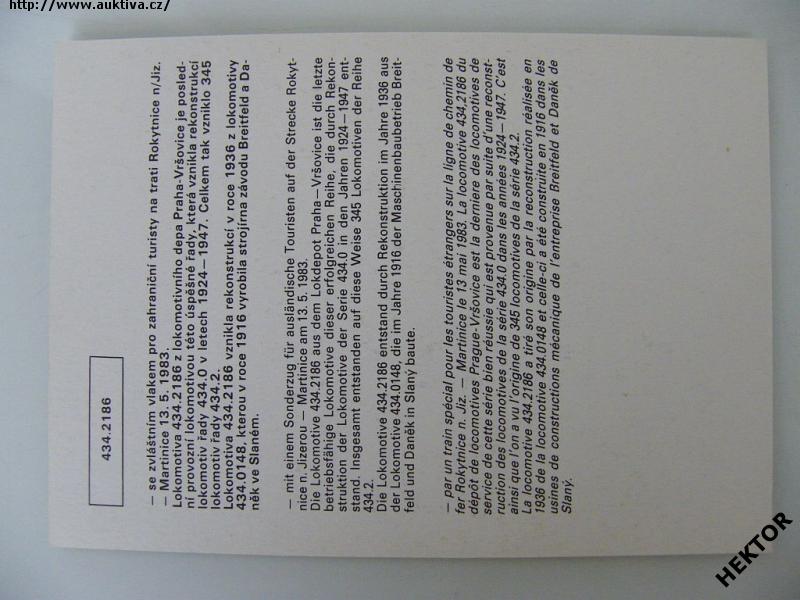 http://www.auktiva.cz/
434.2186
— se zvláštním vlakem pro zahraniční turisty na trati Rokytnice n/Jiz.
— Martinice 13. 5. 1983.
Lokomotiva 434.2186 z lokomotivního depa Praha-Vršovice je posled-
ní provozní lokomotivou této úspěšné řady, která vznikla rekonstrukcí
lokomotiv řady 434.0 v letech 1924—1947. Celkem tak vzniklo 345
lokomotiv řady 434.2.
Lokomotiva 434.2186 vznikla rekonstrukcí v roce 1936 z lokomotivy
434.0148, kterou v roce 1916 vyrobila strojírna závodu Breitfeld a Da-
něk ve Slaném.
— mit einem Sonderzug für ausländische Touristen auf der Strecke Rokyt-
nice n. Jizerou — Martinice am 13. 5. 1983.
Die Lokomotive 434.2186 aus dem Lokdepot Praha—Vršovice ist die letzte
betriebsfähige Lokomotive dieser erfolgreichen Reihe, die durch Rekon-
struktion der Lokomotive der Serie 434.0 in den Jahren 1924—1947 ent-
stand. Insgesamt entstanden auf diese Weise 345 Lokomotiven der Reihe
434.2.
Die Lokomotive 434.2186 entstand durch Rekonstruktion im Jahre 1936 aus
der Lokomotive 434.0148, die im Jahre 1916 der Maschinenbaubetrieb Breit-
feld und Daněk in Slaný baute.
— par un train spécial pour les touristes étrangers sur la ligne de chemin de
fer Rokytnice n. Jiz. — Martinice le 13 mai 1983. La locomotive 434.2186 du
dépôt de locomotives Prague-Vršovice est la derniere des locomotives de
service de cette série bien réussie qui est provenue par suite d'une reconst-
ruction des locomotives de la série 434.0 dans les années 1924—1947. C'est
ainsi que l'on a vu l'origine de 345 locomotives de la série 434.2.
La locomotive 434.2186 a tiré son origine par la reconstruction réalisée en
1936 de la locomotive 434.0148 et celle-ci a été construite en 1916 dans les
usines de constructions mécanique de l'entreprise Breitfeld et Daněk de
Slaný.
HEKTOR